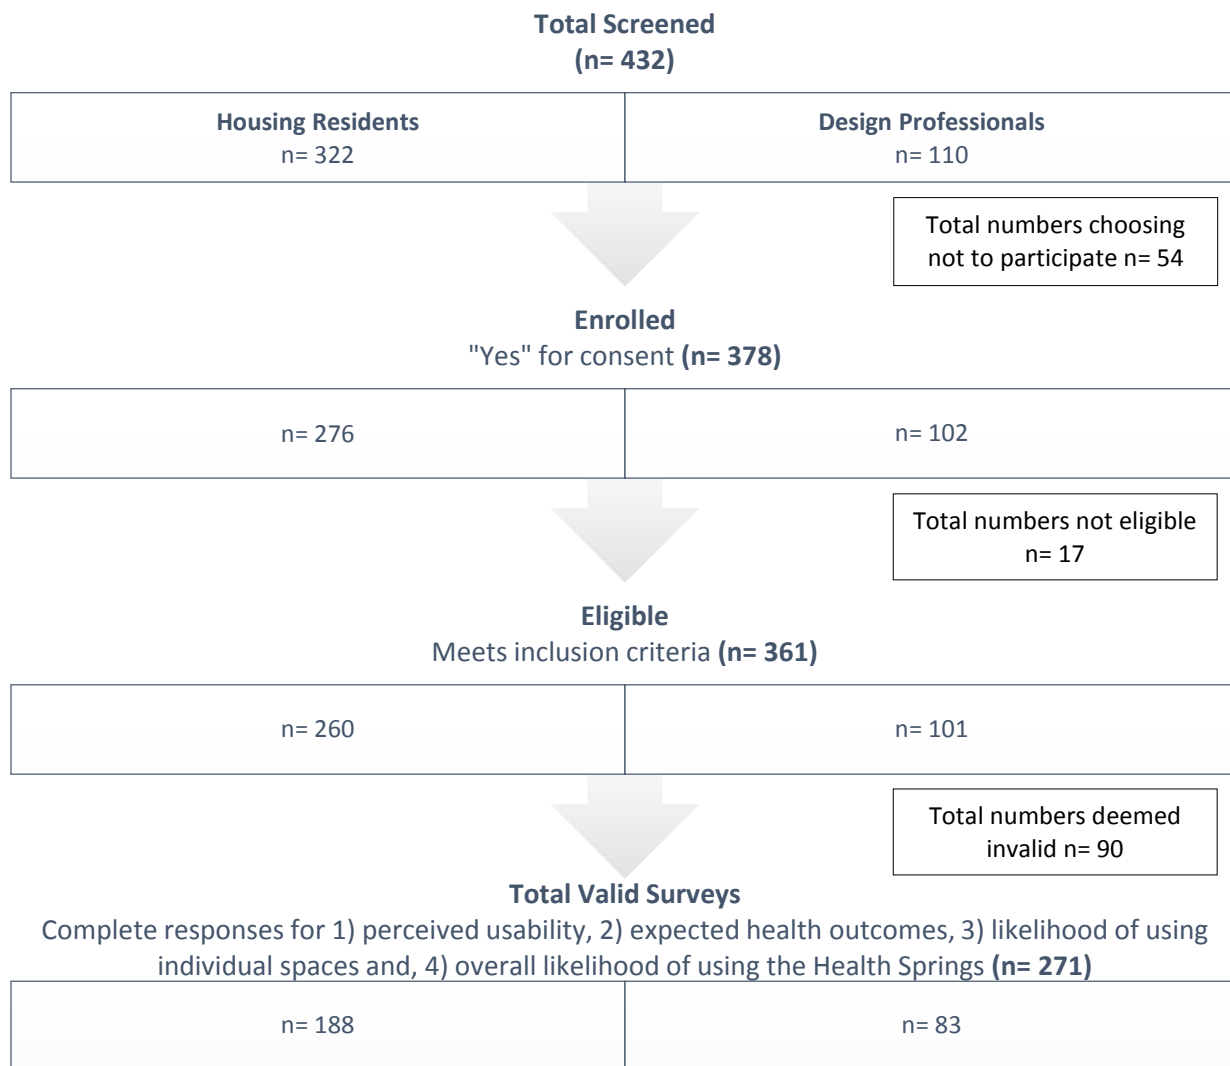 Total Screened
(n= 432)
Housing Residents
n= 322
Design Professionals
n= 110
Total numbers choosing
not to participate n= 54
Enrolled
"Yes" for consent (n= 378)
n= 276
n= 102
Total numbers not eligible
n= 17
Eligible
Meets inclusion criteria (n= 361)
n= 260
n= 101
Total numbers deemed
invalid n= 90
Total Valid Surveys
Complete responses for 1) perceived usability, 2) expected health outcomes, 3) likelihood of using
individual spaces and, 4) overall likelihood of using the Health Springs (n= 271)
n= 188
n= 83